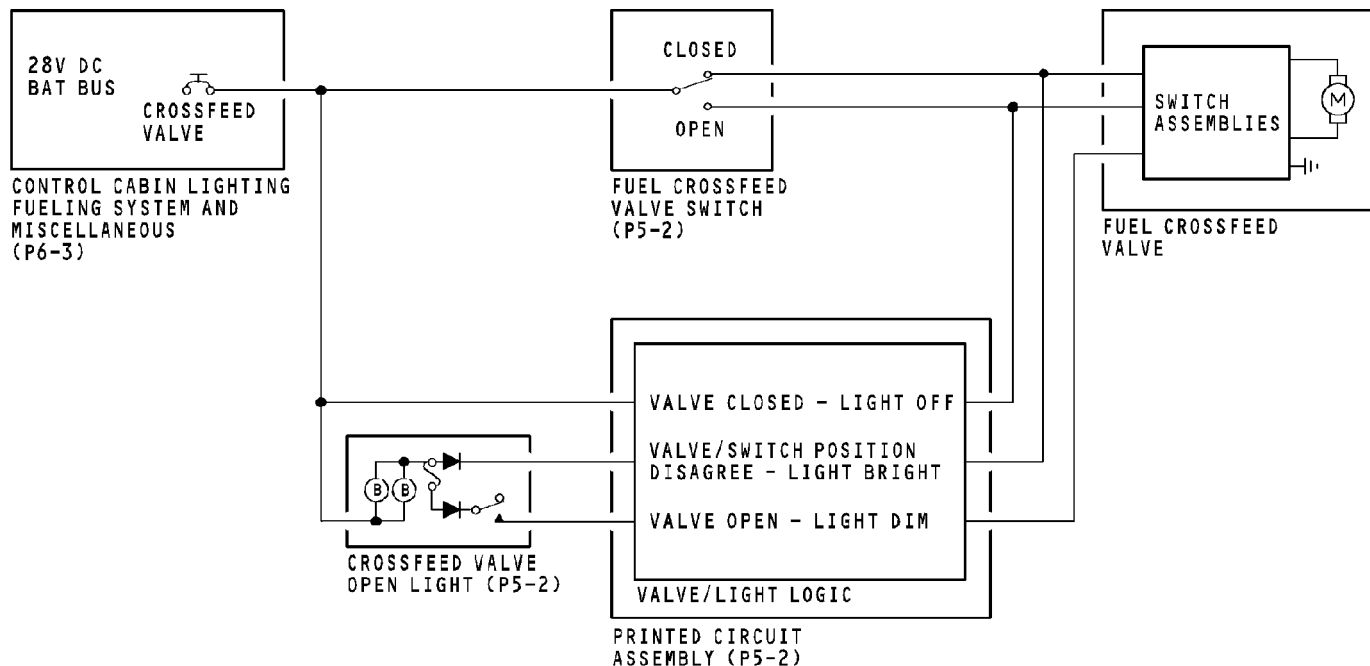 28V DC
BAT BUS
CROSSFEED
VALVE
CONTROL CABIN LIGHTING
FUELING SYSTEM AND
MISCELLANEOUS
(P6-3)
CLOSED
OPEN
FUEL CROSSFEED
VALVE SWITCH
(P5-2)
SWITCH
ASSEMBLIES
M
FUEL CROSSFEED
VALVE
VALVE CLOSED - LIGHT OFF
VALVE/SWITCH POSITION
DISAGREE - LIGHT BRIGHT
VALVE OPEN - LIGHT DIM
VALVE/LIGHT LOGIC
B B
CROSSFEED VALVE
OPEN LIGHT (P5-2)
PRINTED CIRCUIT
ASSEMBLY (P5-2)